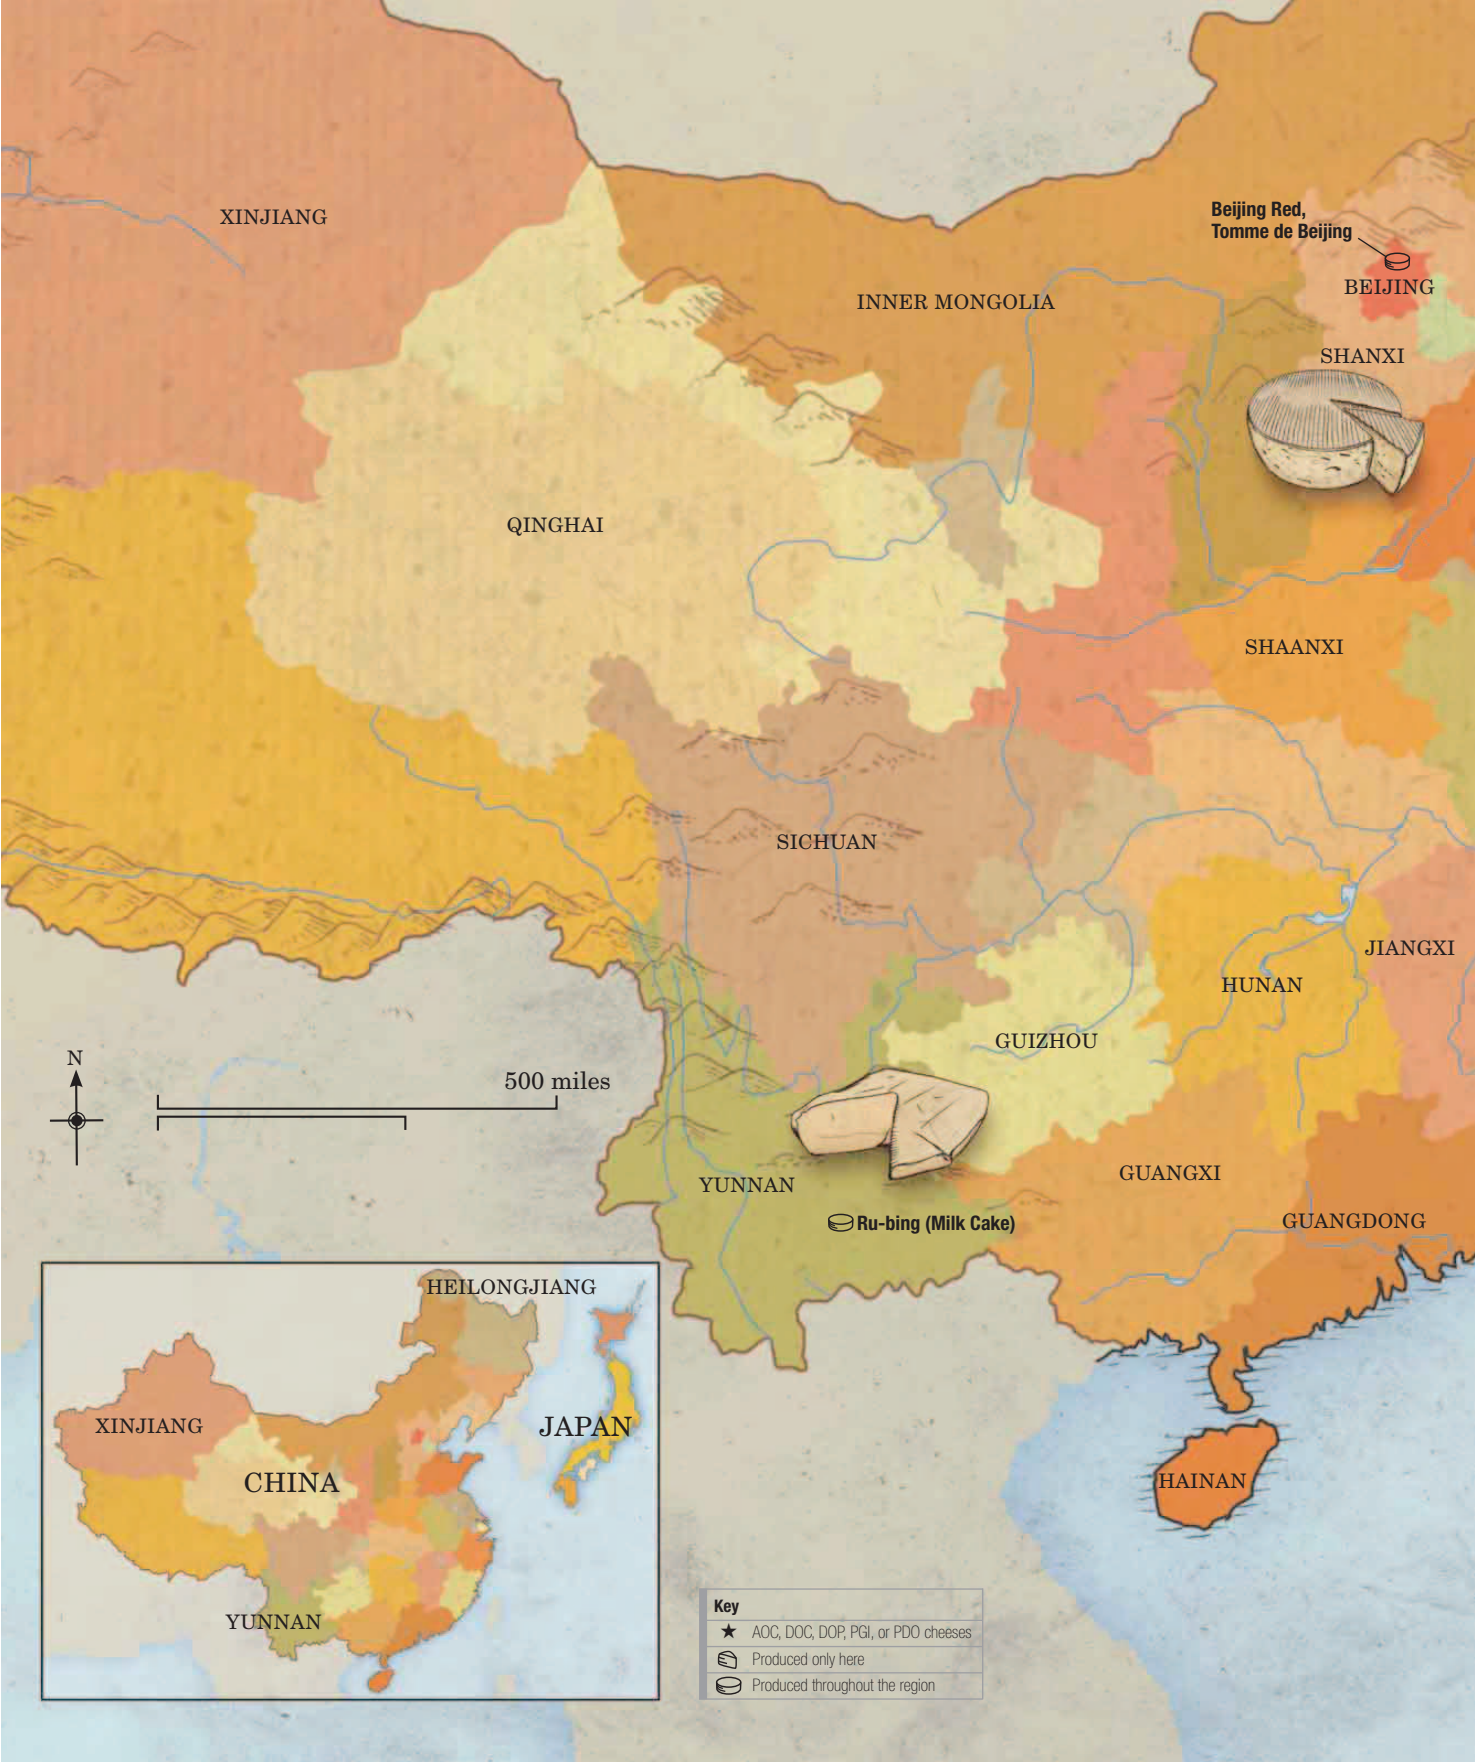 XINJIANG
Beijing Red,
Tomme de Beijing
BEIJING
INNER MONGOLIA
SHANXI
QINGHAI
SHAANXI
SICHUAN
JIANGXI
HUNAN
GUIZHOU
N
500 miles
YUNNAN
GUANGXI
Ru-bing (Milk Cake)
GUANGDONG
HAINAN
HEILONGJIANG
XINJIANG
JAPAN
CHINA
YUNNAN
Key
AOC, DOC, DOP, PGI, or PDO cheeses
Produced only here
Produced throughout the region